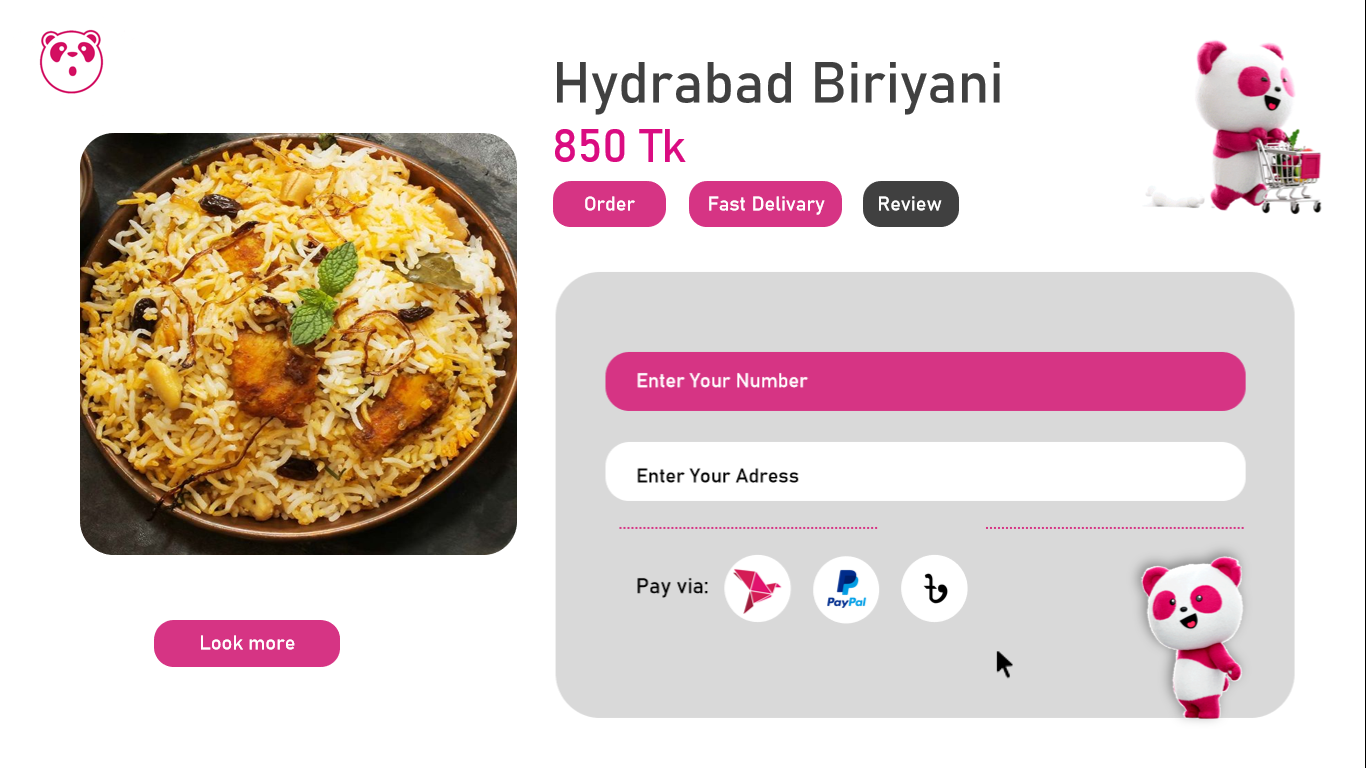 Hydrabad Biriyani
850 Tk
Order
Fast Delivary
Review
Enter Your Number
Enter Your Adress
Pay via:
PayPal
৳
Look more